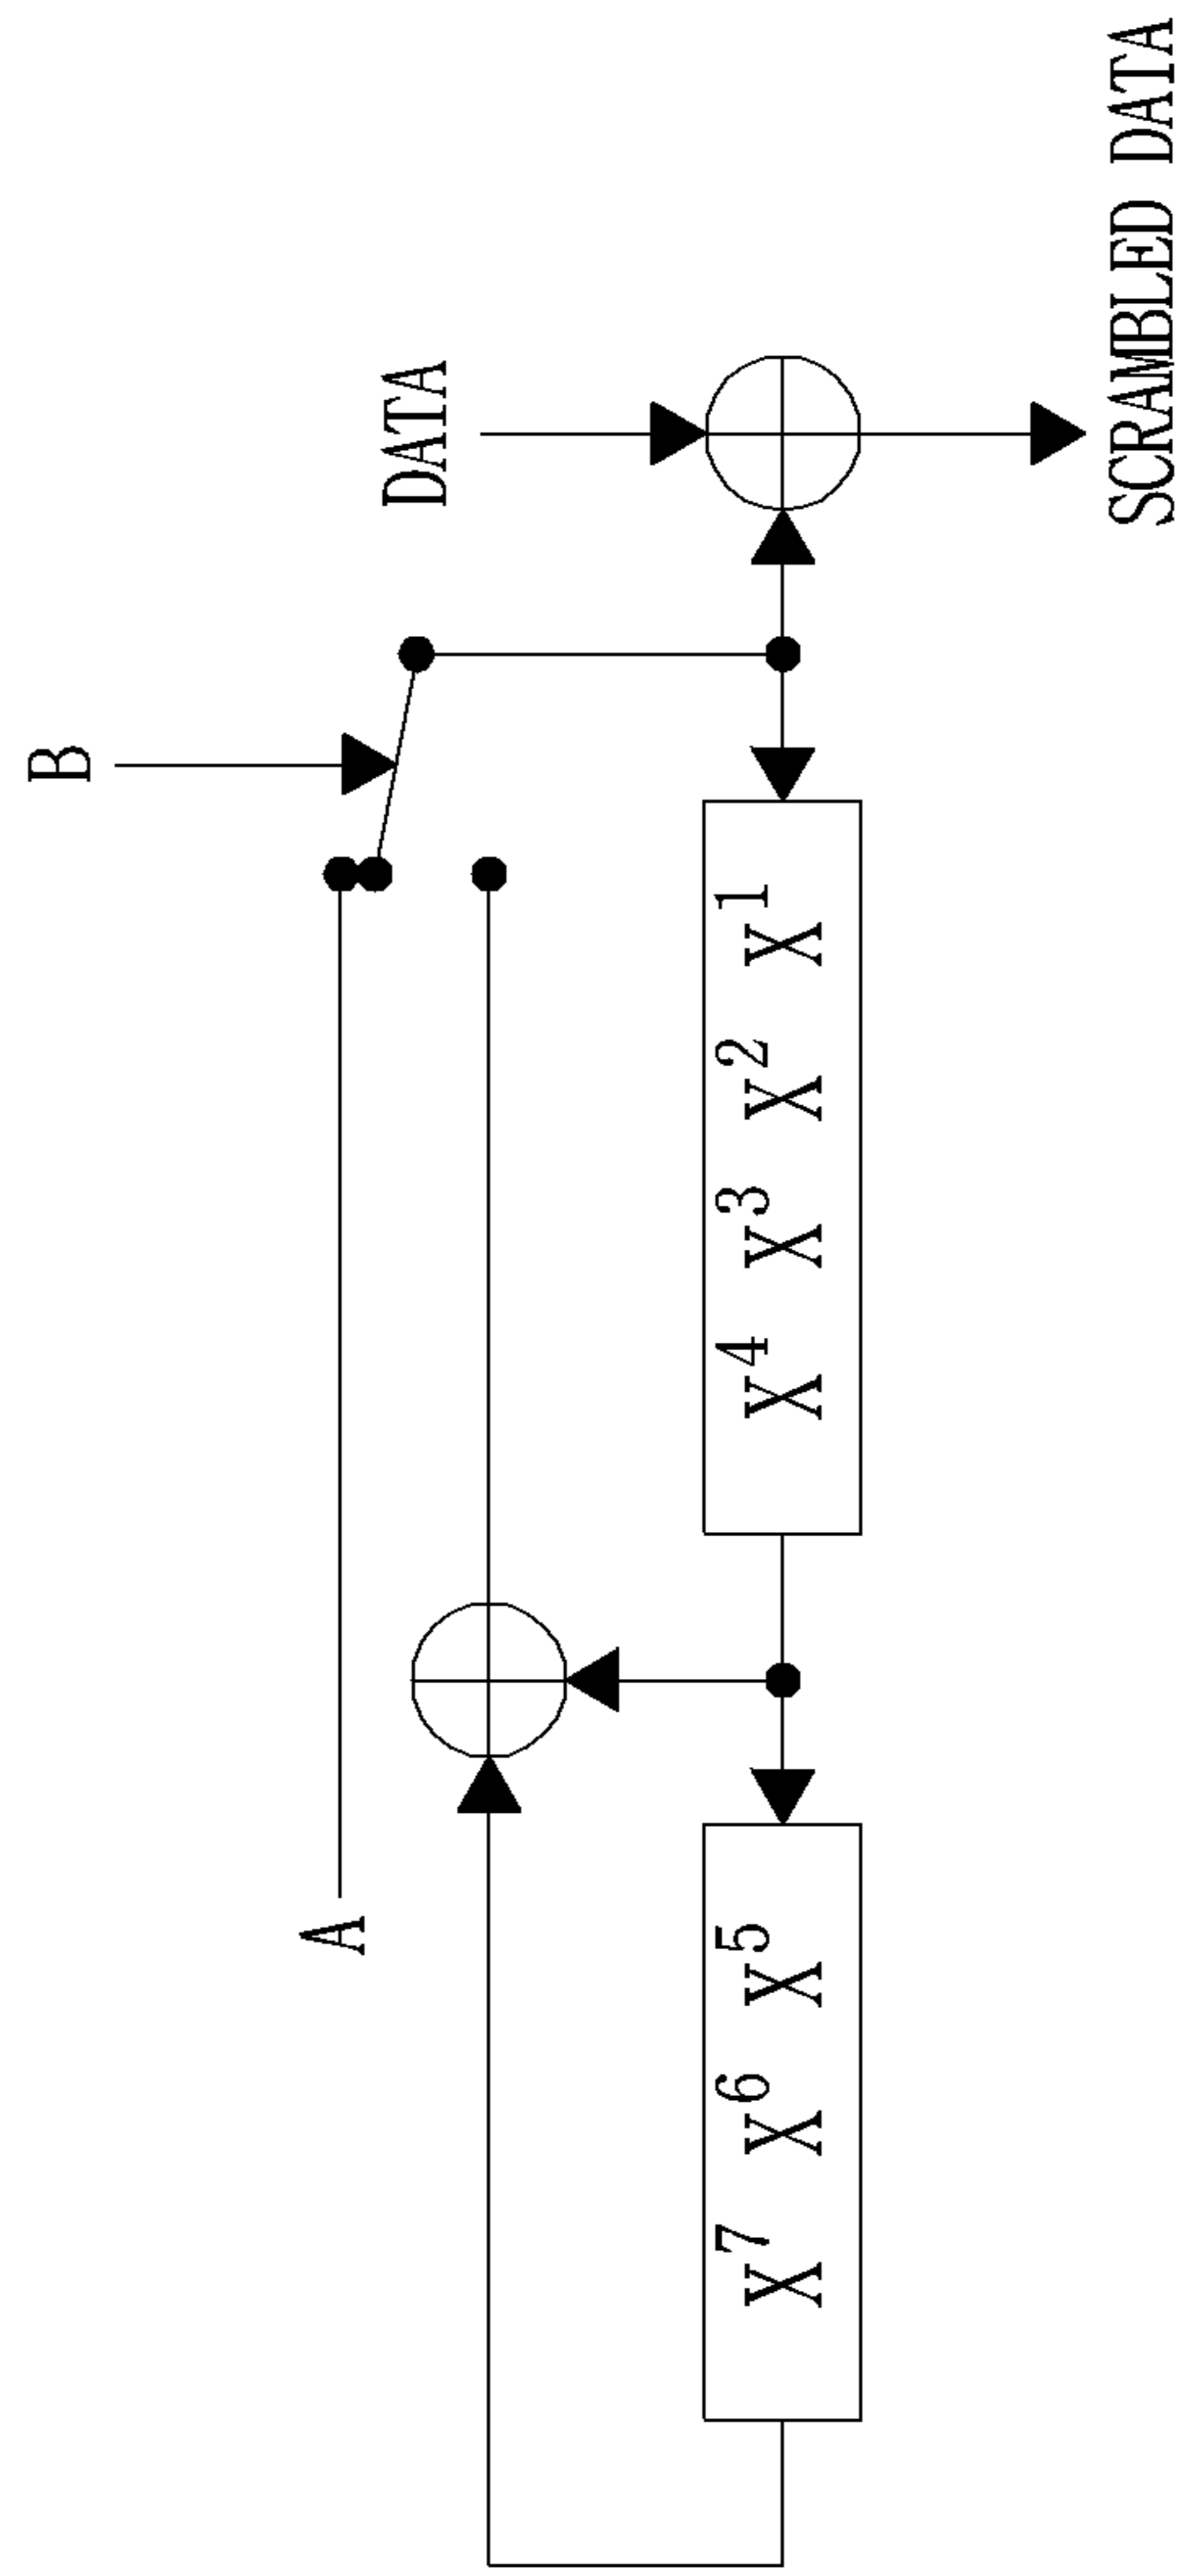 B
A
DATA
X⁷ X⁶ X⁵
X⁴ X³ X² X¹
SCRAMBLED DATA